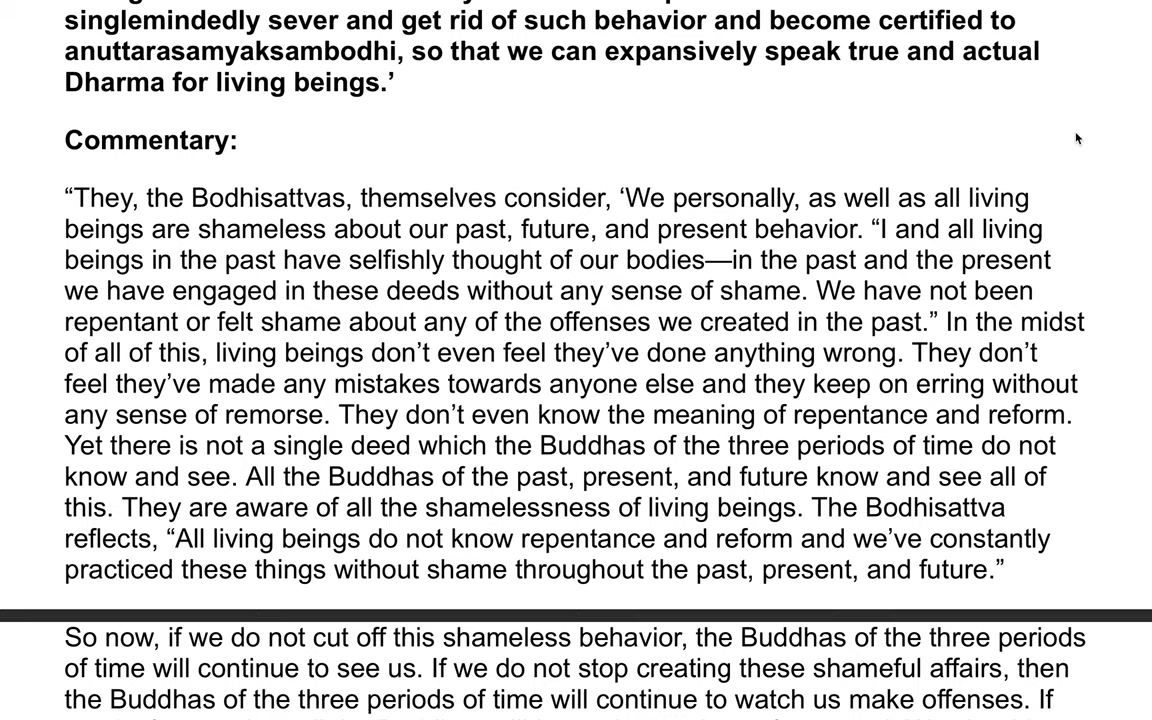 singlemindedly sever and get rid of such behavior and become certified to
anuttarasamyaksambodhi, so that we can expansively speak true and actual
Dharma for living beings.’
Commentary:
“They, the Bodhisattvas, themselves consider, ‘We personally, as well as all living
beings are shameless about our past, future, and present behavior. “I and all living
beings in the past have selfishly thought of our bodies—in the past and the present
we have engaged in these deeds without any sense of shame. We have not been
repentant or felt shame about any of the offenses we created in the past.” In the midst
of all of this, living beings don’t even feel they’ve done anything wrong. They don’t
feel they’ve made any mistakes towards anyone else and they keep on erring without
any sense of remorse. They don’t even know the meaning of repentance and reform.
Yet there is not a single deed which the Buddhas of the three periods of time do not
know and see. All the Buddhas of the past, present, and future know and see all of
this. They are aware of all the shamelessness of living beings. The Bodhisattva
reflects, “All living beings do not know repentance and reform and we’ve constantly
practiced these things without shame throughout the past, present, and future.”
So now, if we do not cut off this shameless behavior, the Buddhas of the three periods
of time will continue to see us. If we do not stop creating these shameful affairs, then
the Buddhas of the three periods of time will continue to watch us make offenses. If